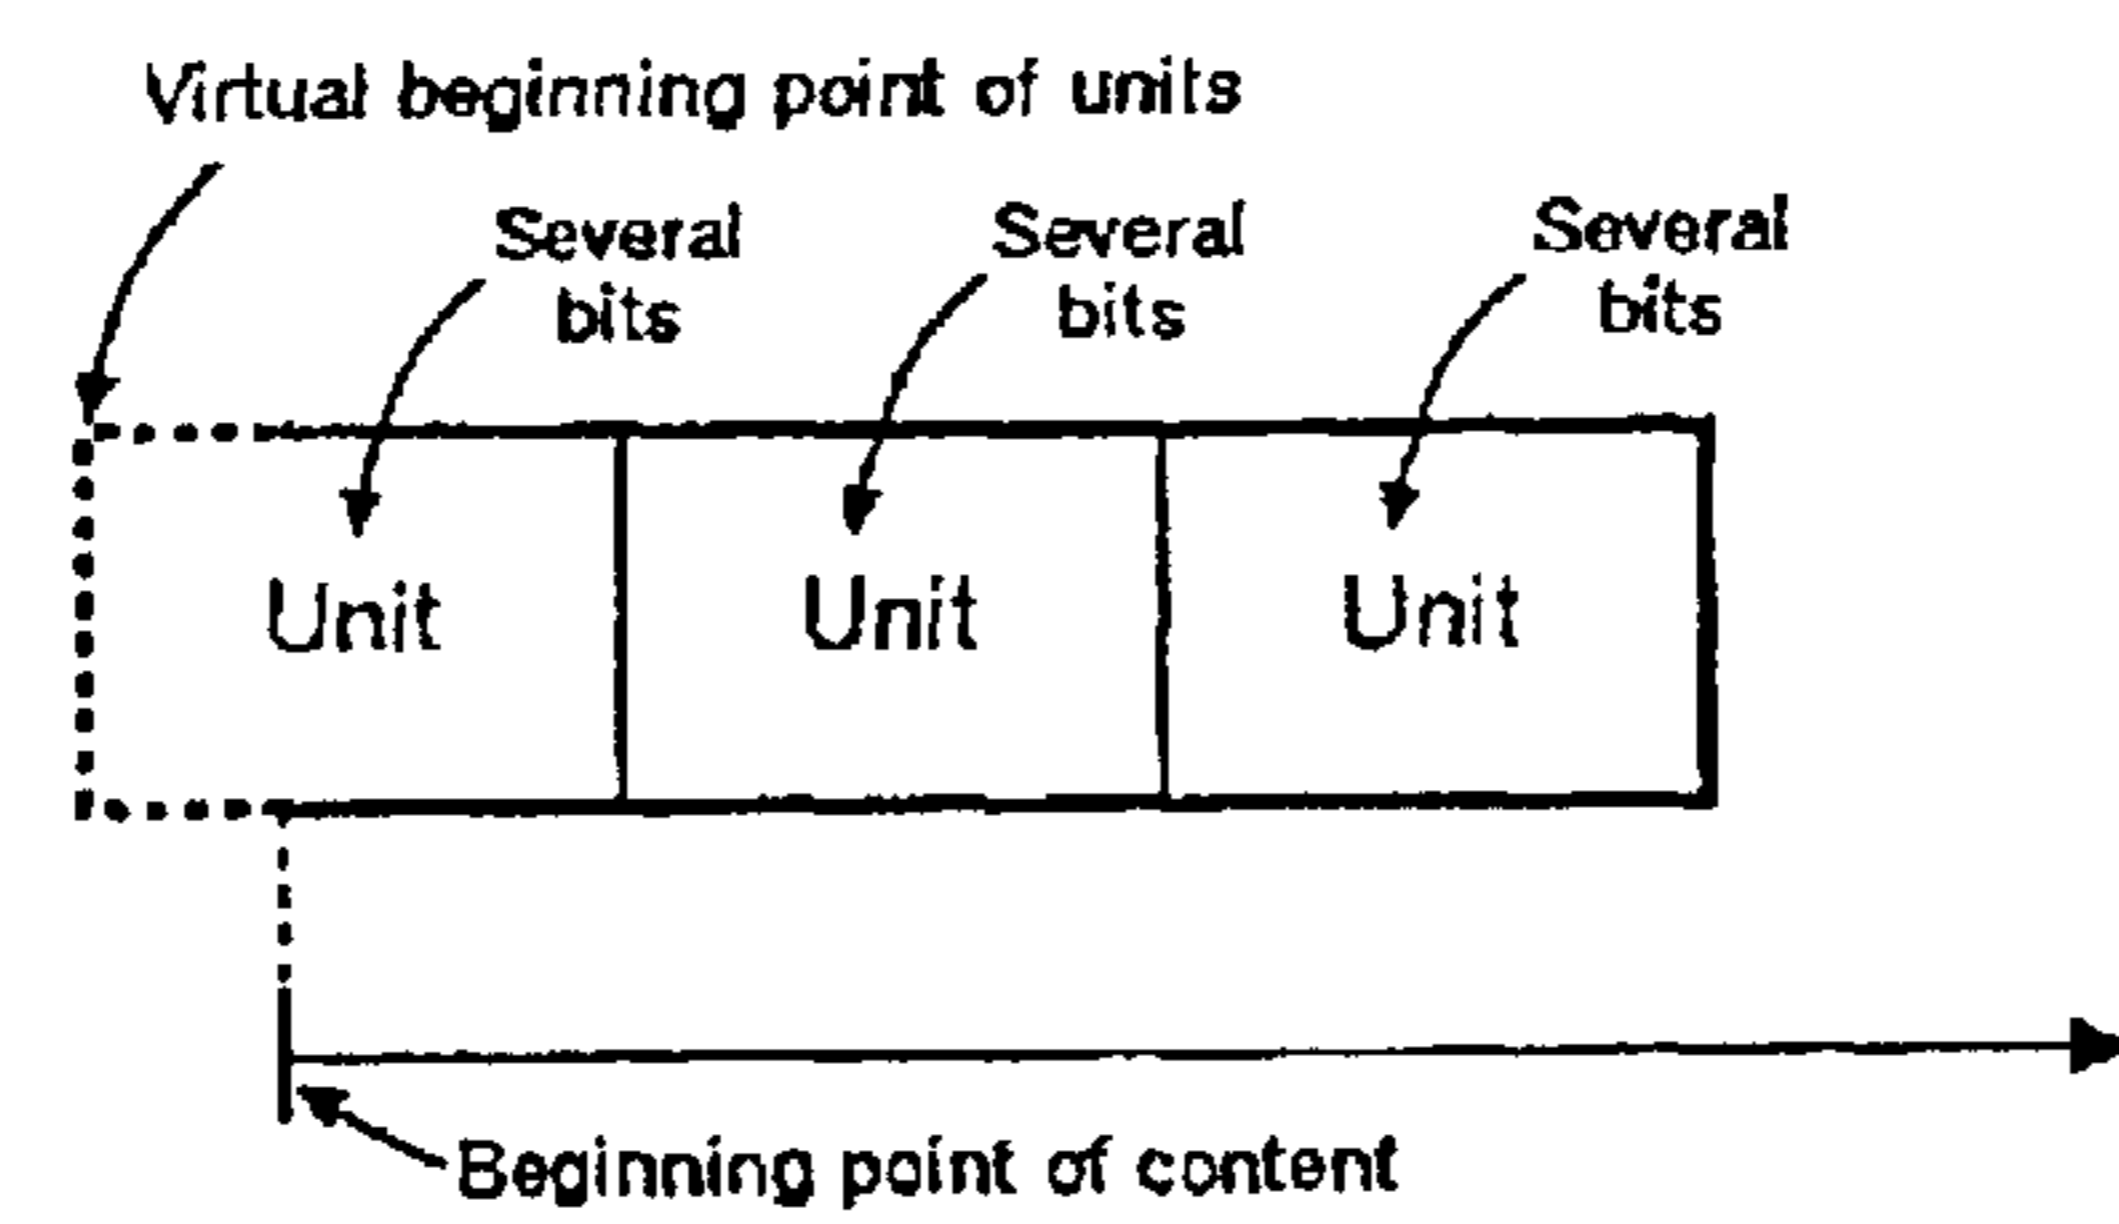 Virtual beginning point of units
Several
bits
Several
bits
Several
bits
Unit
Unit
Unit
Beginning point of content